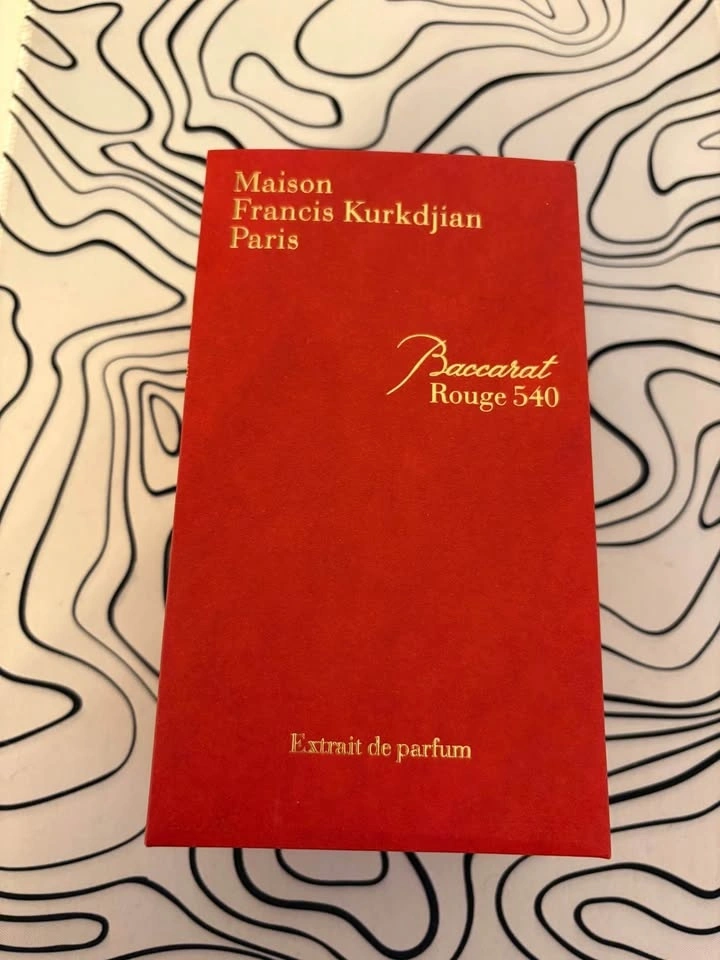 Maison
Francis Kurkdjian
Paris
Baccarat
Rouge 540
Extrait de parfum